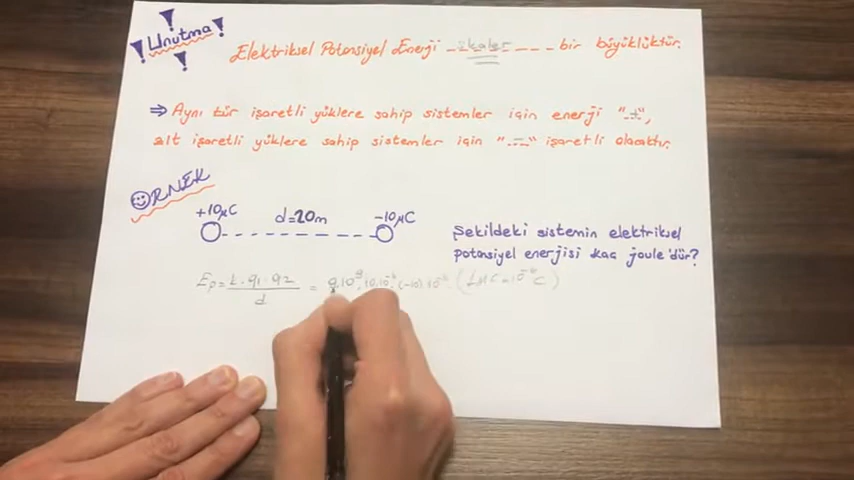 Unutma
Elektriksel Potansiyel Enerji skaler bir büyüklüktür.
⇒ Aynı tür işaretli yüklere sahip sistemler için enerji "+",
zıt işaretli yüklere sahip sistemler için "-" işaretli olacaktır.
ÖRNEK
+10μC d=20m -10μC
Şekildeki sistemin elektriksel
potansiyel enerjisi kaç joule'dür?
Ep = k.q1.q2 / d = 9.10⁹.10.10⁻⁶.(-10).10⁻⁶ (1μC=10⁻⁶C)